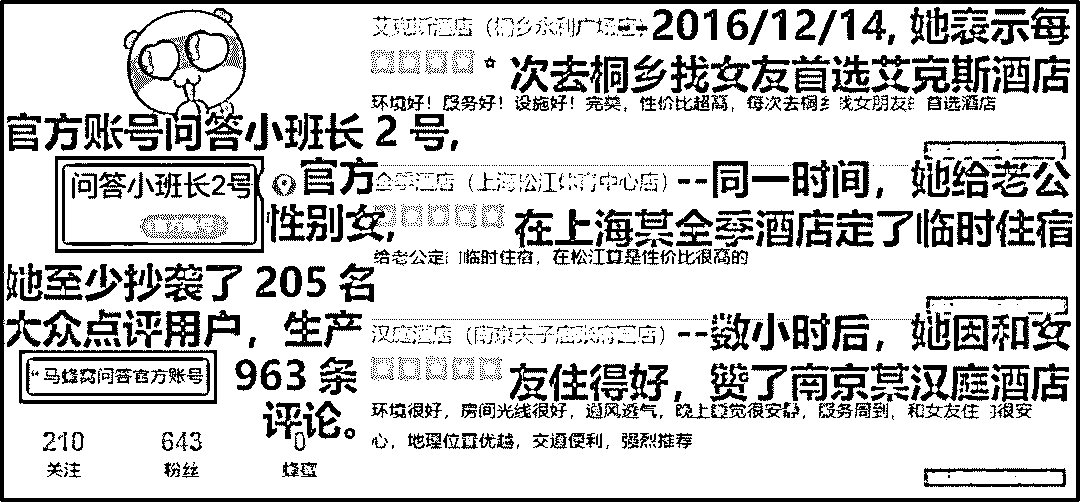 官方账号问答小班长 2 号,
问答小班长2号
官方
性别女,
她至少抄袭了 205 名
大众点评用户，生产
963 条
评论。
“马蜂窝问答官方账号
210
643
0
关注
粉丝
蜂蜜
艾克斯酒店（桐乡永利广场店）
--2016/12/14, 她表示每
次去桐乡找女友首选艾克斯酒店
环境好！服务好！设施好！完美，性价比超高，每次去桐乡找女朋友的首选酒店
全季酒店（上海松江体育中心店）
--同一时间，她给老公
在上海某全季酒店定了临时住宿
给老公定的临时住宿，在松江算是性价比很高的
汉庭酒店（南京夫子庙张府园店）
--数小时后，她因和女
友住得好，赞了南京某汉庭酒店
环境很好，房间光线很好，通风透气，晚上睡觉很安静，服务周到，和女友住的很安
心，地理位置优越，交通便利，强烈推荐